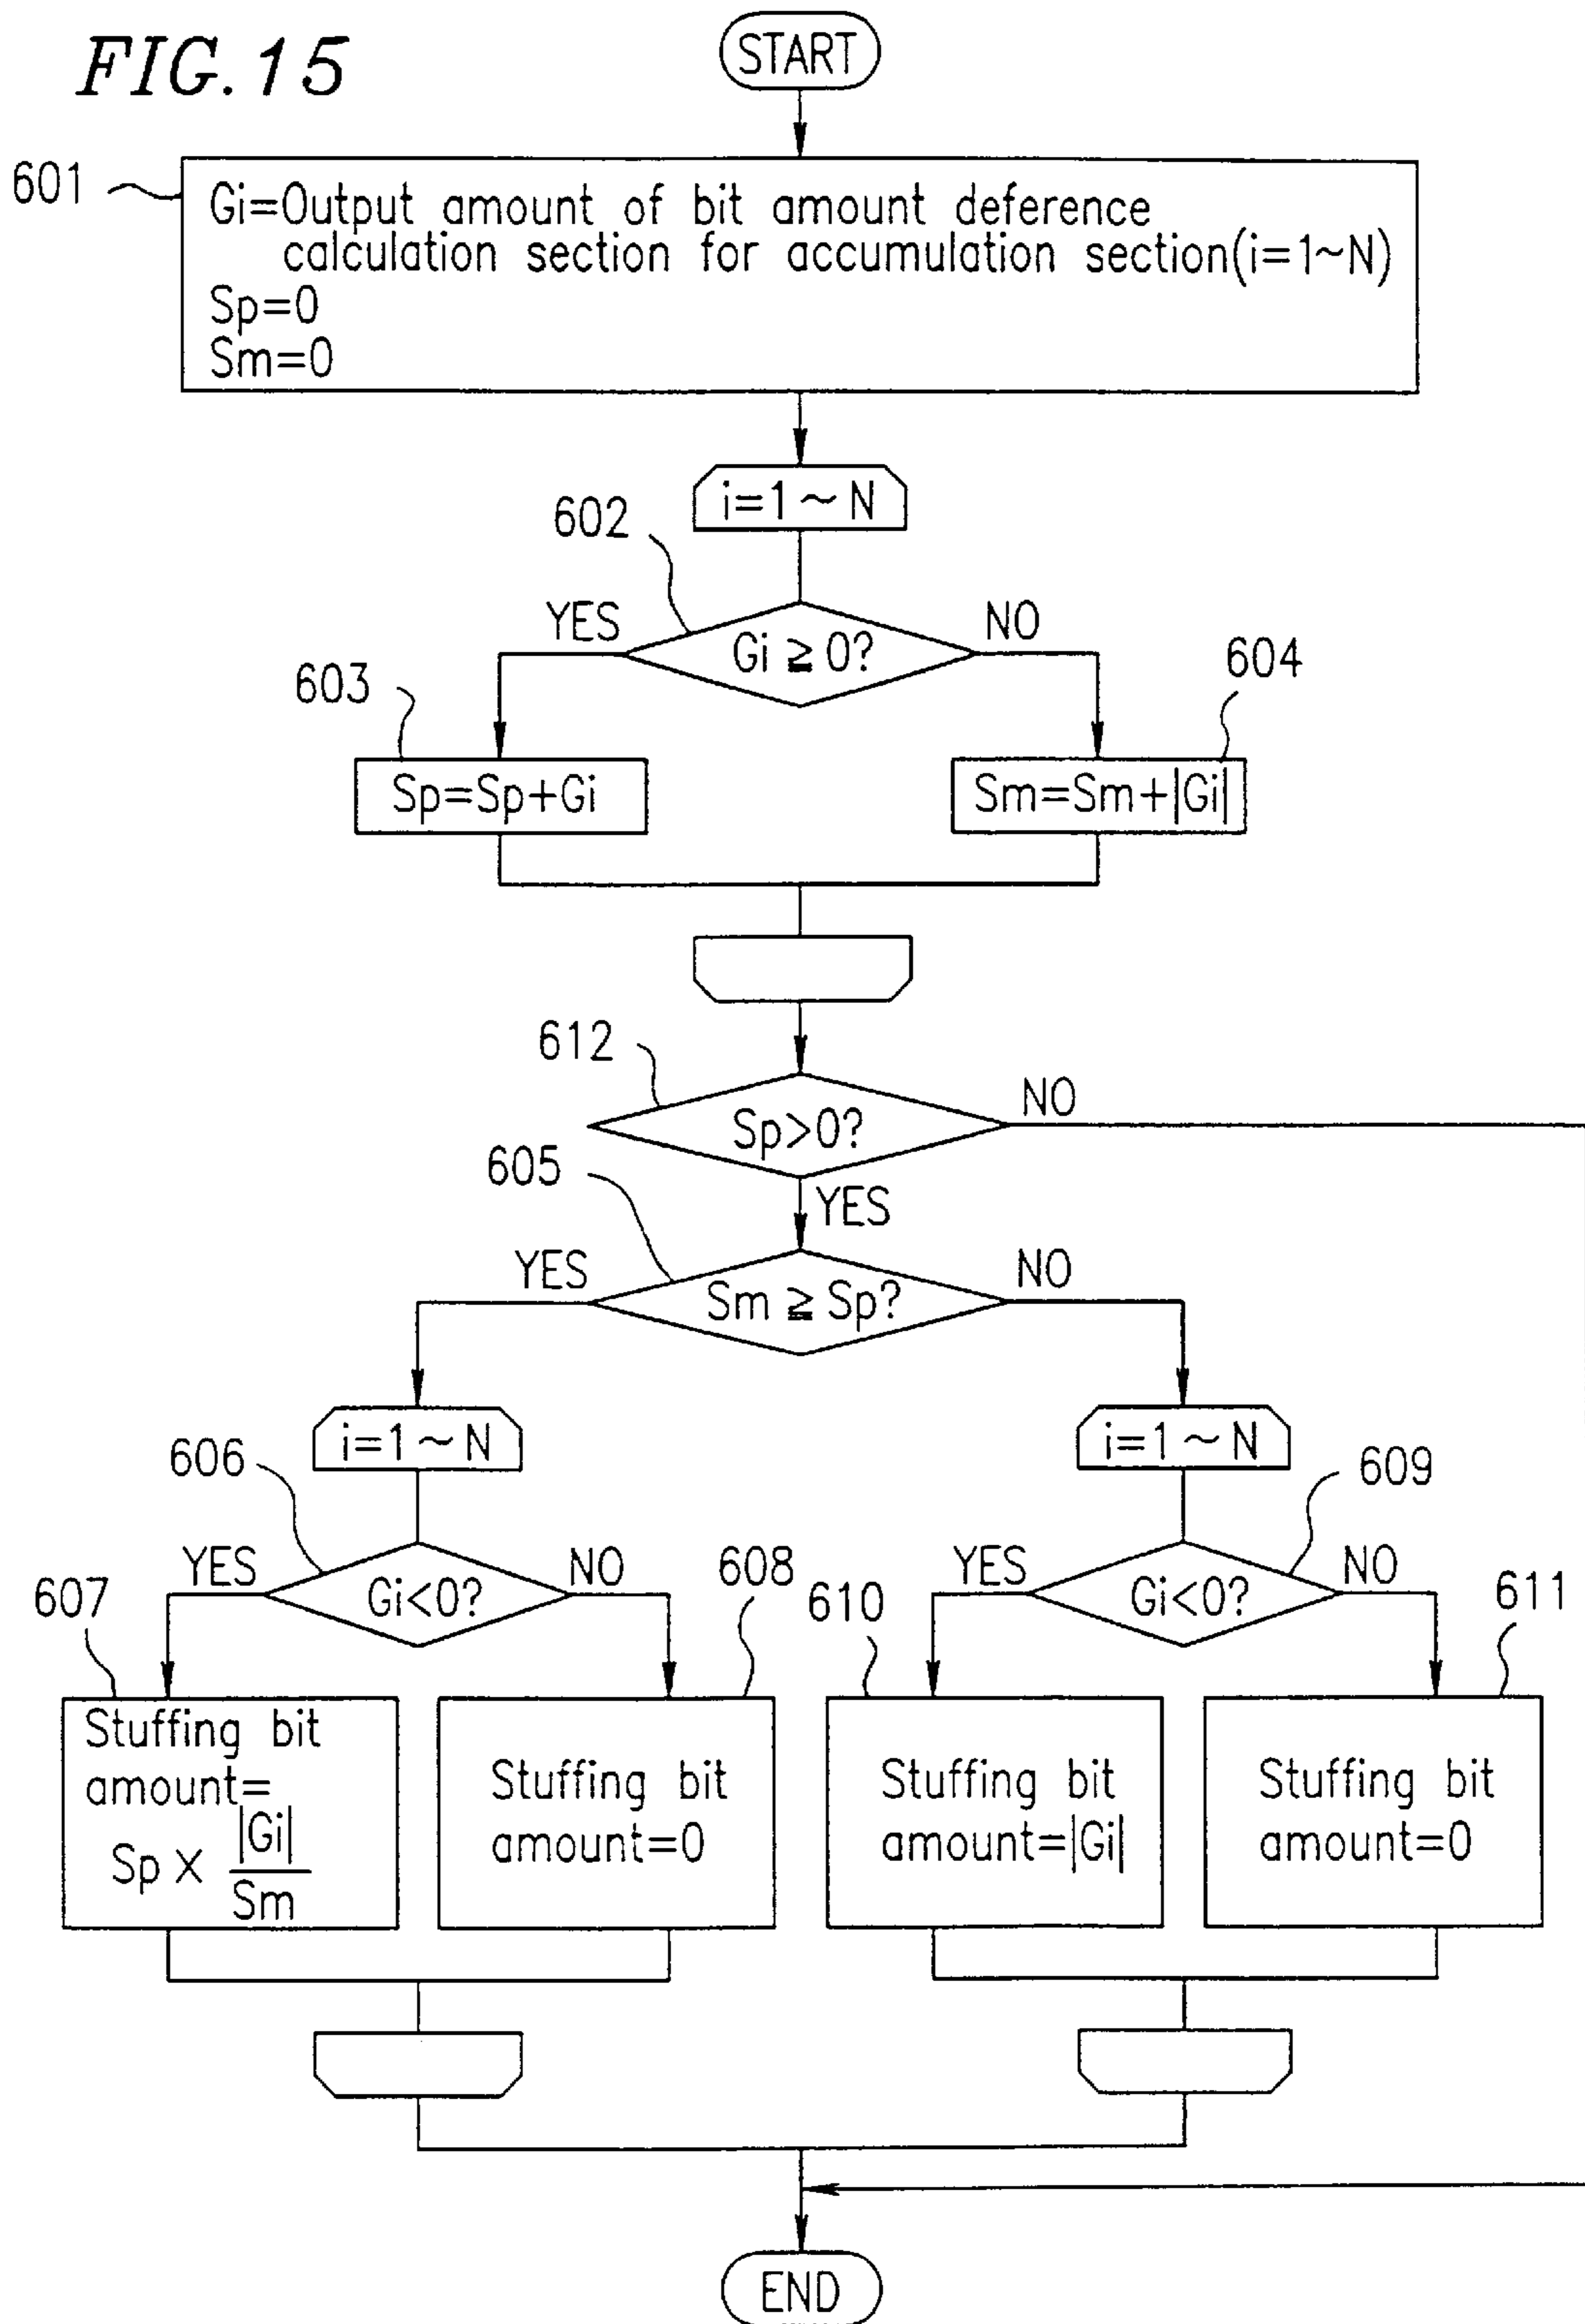 FIG. 15
START
601
Gi=Output amount of bit amount deference
calculation section for accumulation section(i=1~N)
Sp=0
Sm=0
i=1 ~ N
602
YES
NO
Gi ≧ 0?
603
604
Sp=Sp+Gi
Sm=Sm+|Gi|
612
Sp>0?
NO
605
YES
YES
NO
Sm ≧ Sp?
i=1 ~ N
i=1 ~ N
606
609
YES
NO
YES
NO
607
Gi<0?
608
610
Gi<0?
611
Stuffing bit
amount=
Sp X |Gi|
Sm
Stuffing bit
amount=0
Stuffing bit
amount=|Gi|
Stuffing bit
amount=0
END